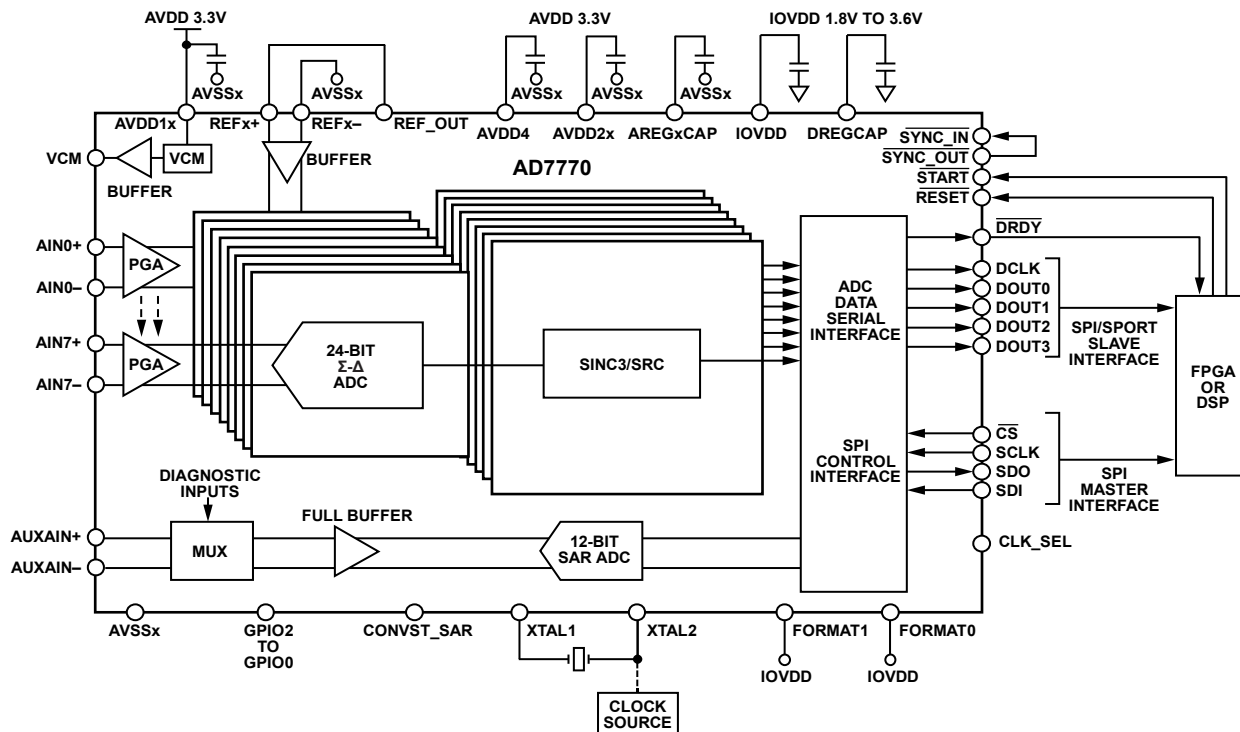 AVDD 3.3V
AVDD 3.3V
IOVDD 1.8V TO 3.6V
AVSSx
AVSSx
AVSSx
AVSSx
AVSSx
AVDD1x
REFx+
REFx–
REF_OUT
AVDD4
AVDD2x
AREGxCAP
IOVDD
DREGCAP
VCM
VCM
BUFFER
BUFFER
AD7770
SYNC_IN
SYNC_OUT
START
RESET
DRDY
AIN0+
AIN0–
PGA
AIN7+
AIN7–
PGA
24-BIT
Σ-Δ
ADC
SINC3/SRC
ADC
DATA
SERIAL
INTERFACE
DCLK
DOUT0
DOUT1
DOUT2
DOUT3
SPI/SPORT
SLAVE
INTERFACE
FPGA
OR
DSP
SPI
CONTROL
INTERFACE
CS
SCLK
SDO
SDI
SPI
MASTER
INTERFACE
DIAGNOSTIC
INPUTS
AUXAIN+
AUXAIN–
MUX
FULL BUFFER
12-BIT
SAR ADC
CLK_SEL
AVSSx
GPIO2
TO
GPIO0
CONVST_SAR
XTAL1
XTAL2
FORMAT1
FORMAT0
IOVDD
IOVDD
CLOCK
SOURCE